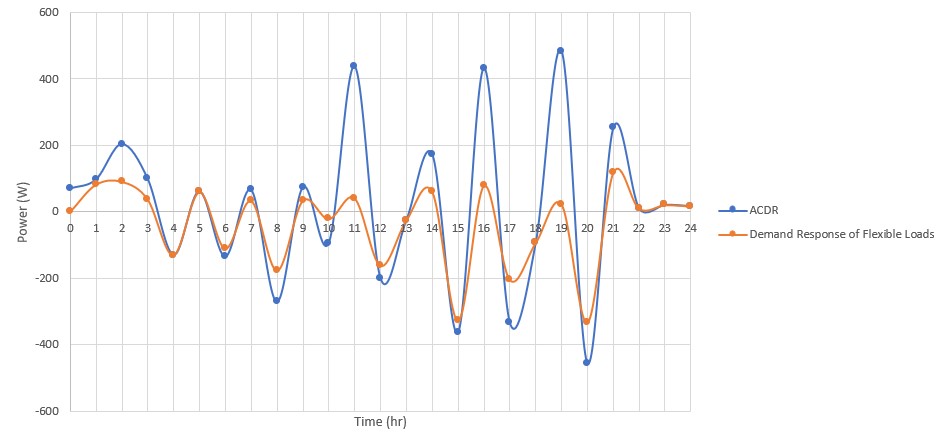 600
400
200
0
-200
-400
-600
Power (W)
0 1 2 3 4 5 6 7 8 9 10 11 12 13 14 15 16 17 18 19 20 21 22 23 24
Time (hr)
ACDR
Demand Response of Flexible Loads